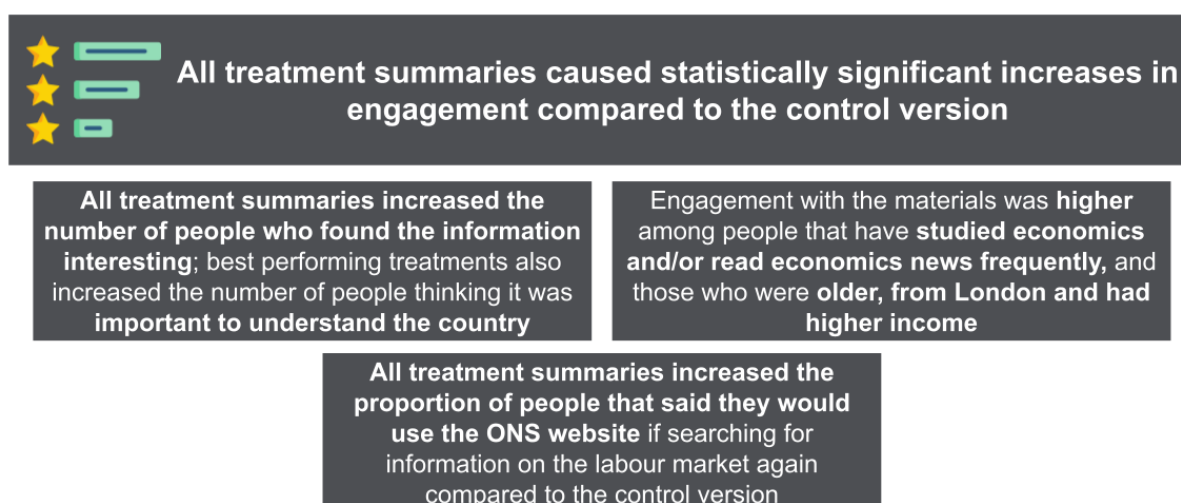 All treatment summaries caused statistically significant increases in
engagement compared to the control version
All treatment summaries increased the
number of people who found the information
interesting; best performing treatments also
increased the number of people thinking it was
important to understand the country
Engagement with the materials was higher
among people that have studied economics
and/or read economics news frequently, and
those who were older, from London and had
higher income
All treatment summaries increased the
proportion of people that said they would
use the ONS website if searching for
information on the labour market again
compared to the control version